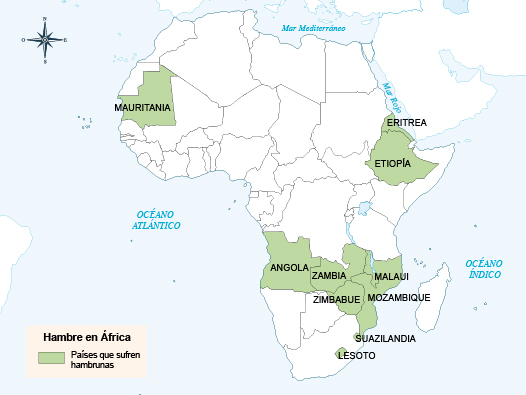 Mar Mediterráneo
N
O
E
S
Mar Rojo
MAURITANIA
ERITREA
ETIOPÍA
OCÉANO
ATLÁNTICO
OCÉANO
ÍNDICO
ANGOLA
ZAMBIA
MALAUI
ZIMBABUE
MOZAMBIQUE
SUAZILANDIA
LESOTO
Hambre en África
Países que sufren
hambrunas